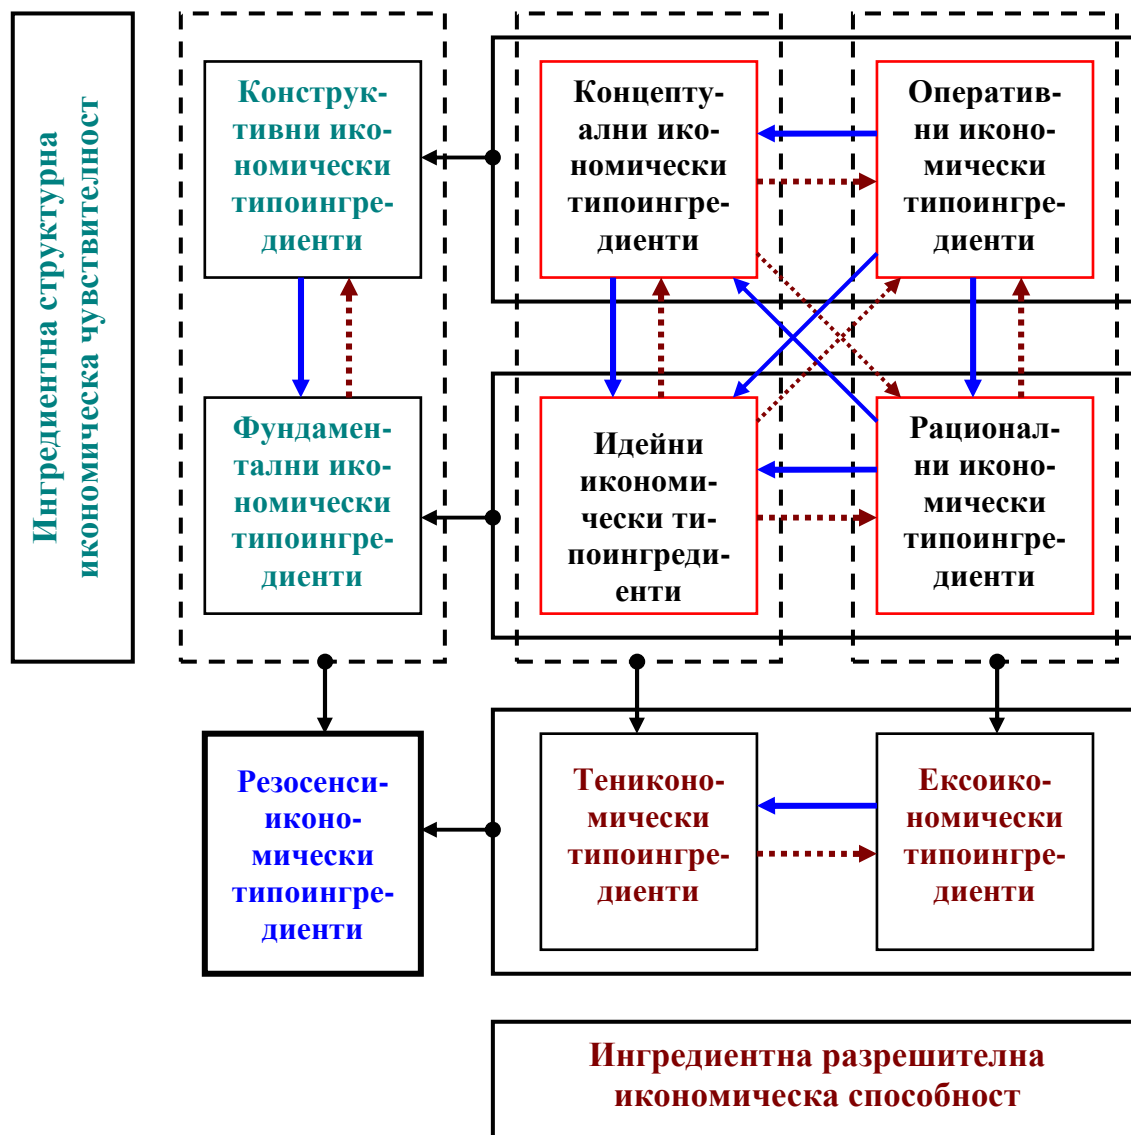 Ингредиентна структурна
икономическа чувствителност
Конструк-
тивни ико-
номически
типоингре-
диенти
Концепту-
ални ико-
номически
типоингре-
диенти
Оператив-
ни иконо-
мически
типоингре-
диенти
Фундамен-
тални ико-
номически
типоингре-
диенти
Идейни
икономи-
чески ти-
поингреди-
енти
Рационал-
ни иконо-
мически
типоингре-
диенти
Резосенси-
иконо-
мически
типоингре-
диенти
Тениконо-
мически
типоингре-
диенти
Ексоико-
номически
типоингре-
диенти
Ингредиентна разрешителна
икономическа способност